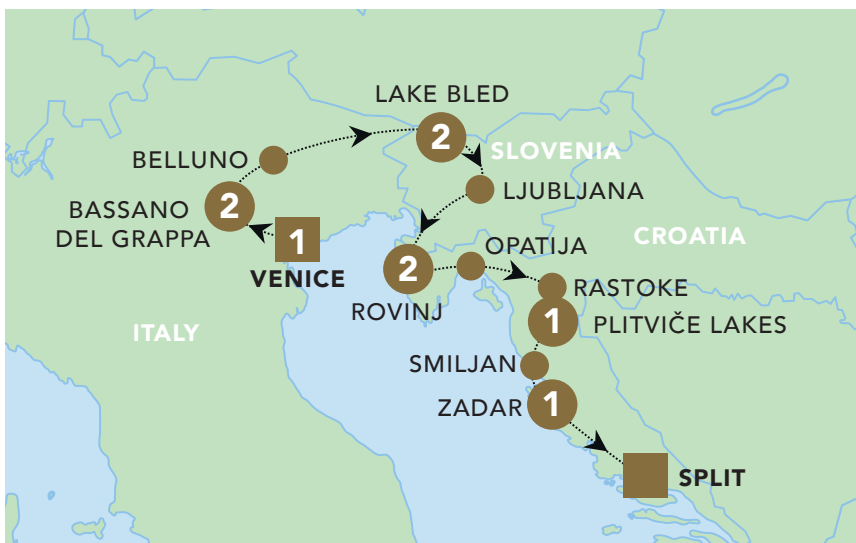 LAKE BLED
2
SLOVENIA
BELLUNO
LJUBLJANA
2
BASSANO
DEL GRAPPA
1
VENICE
CROATIA
OPATIJA
2
ROVINJ
RASTOKE
1
PLITVIČE LAKES
ITALY
SMILJAN
ZADAR
1
SPLIT